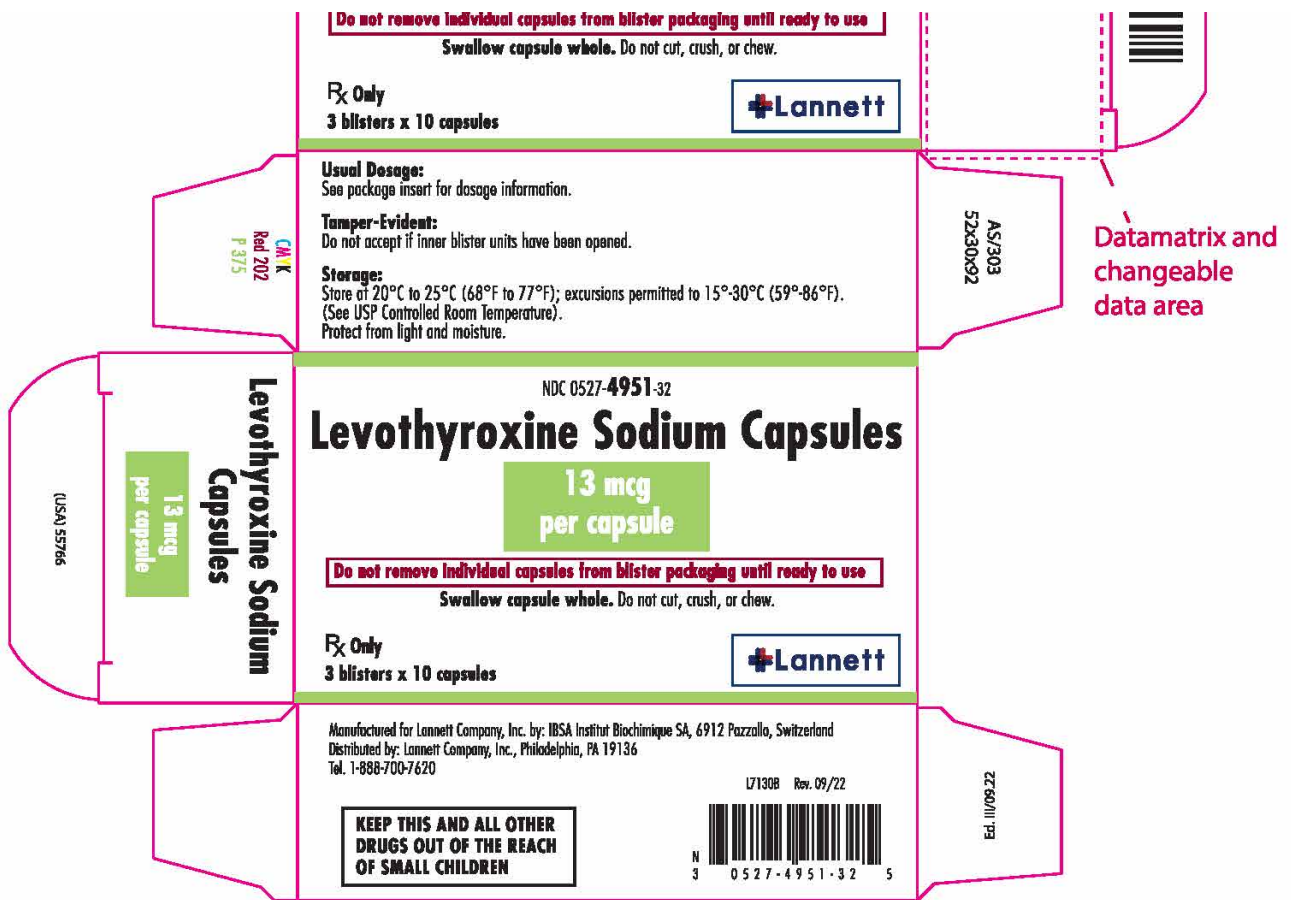 Do not remove individual capsules from blister packaging until ready to use
Swallow capsule whole. Do not cut, crush, or chew.
Rx Only
3 blisters x 10 capsules
Lannett
Usual Dosage:
See package insert for dosage information.
Tamper-Evident:
Do not accept if inner blister units have been opened.
Storage:
Store at 20°C to 25°C (68°F to 77°F); excursions permitted to 15°-30°C (59°-86°F).
(See USP Controlled Room Temperature).
Protect from light and moisture.
CMYK
Red 202
P 375
AS/303
52x30x92
Datamatrix and
changeable
data area
NDC 0527-4951-32
Levothyroxine Sodium Capsules
13 mcg
per capsule
Do not remove individual capsules from blister packaging until ready to use
Swallow capsule whole. Do not cut, crush, or chew.
Rx Only
3 blisters x 10 capsules
Lannett
Levothyroxine Sodium
Capsules
13 mcg
per capsule
(USA) 55766
Manufactured for Lannett Company, Inc. by: IBSA Institut Biochimique SA, 6912 Pazzallo, Switzerland
Distributed by: Lannett Company, Inc., Philadelphia, PA 19136
Tel. 1-888-700-7620
L7130B Rev. 09/22
KEEP THIS AND ALL OTHER
DRUGS OUT OF THE REACH
OF SMALL CHILDREN
N
3 0527-4951-32 5
Ed. III/09.22